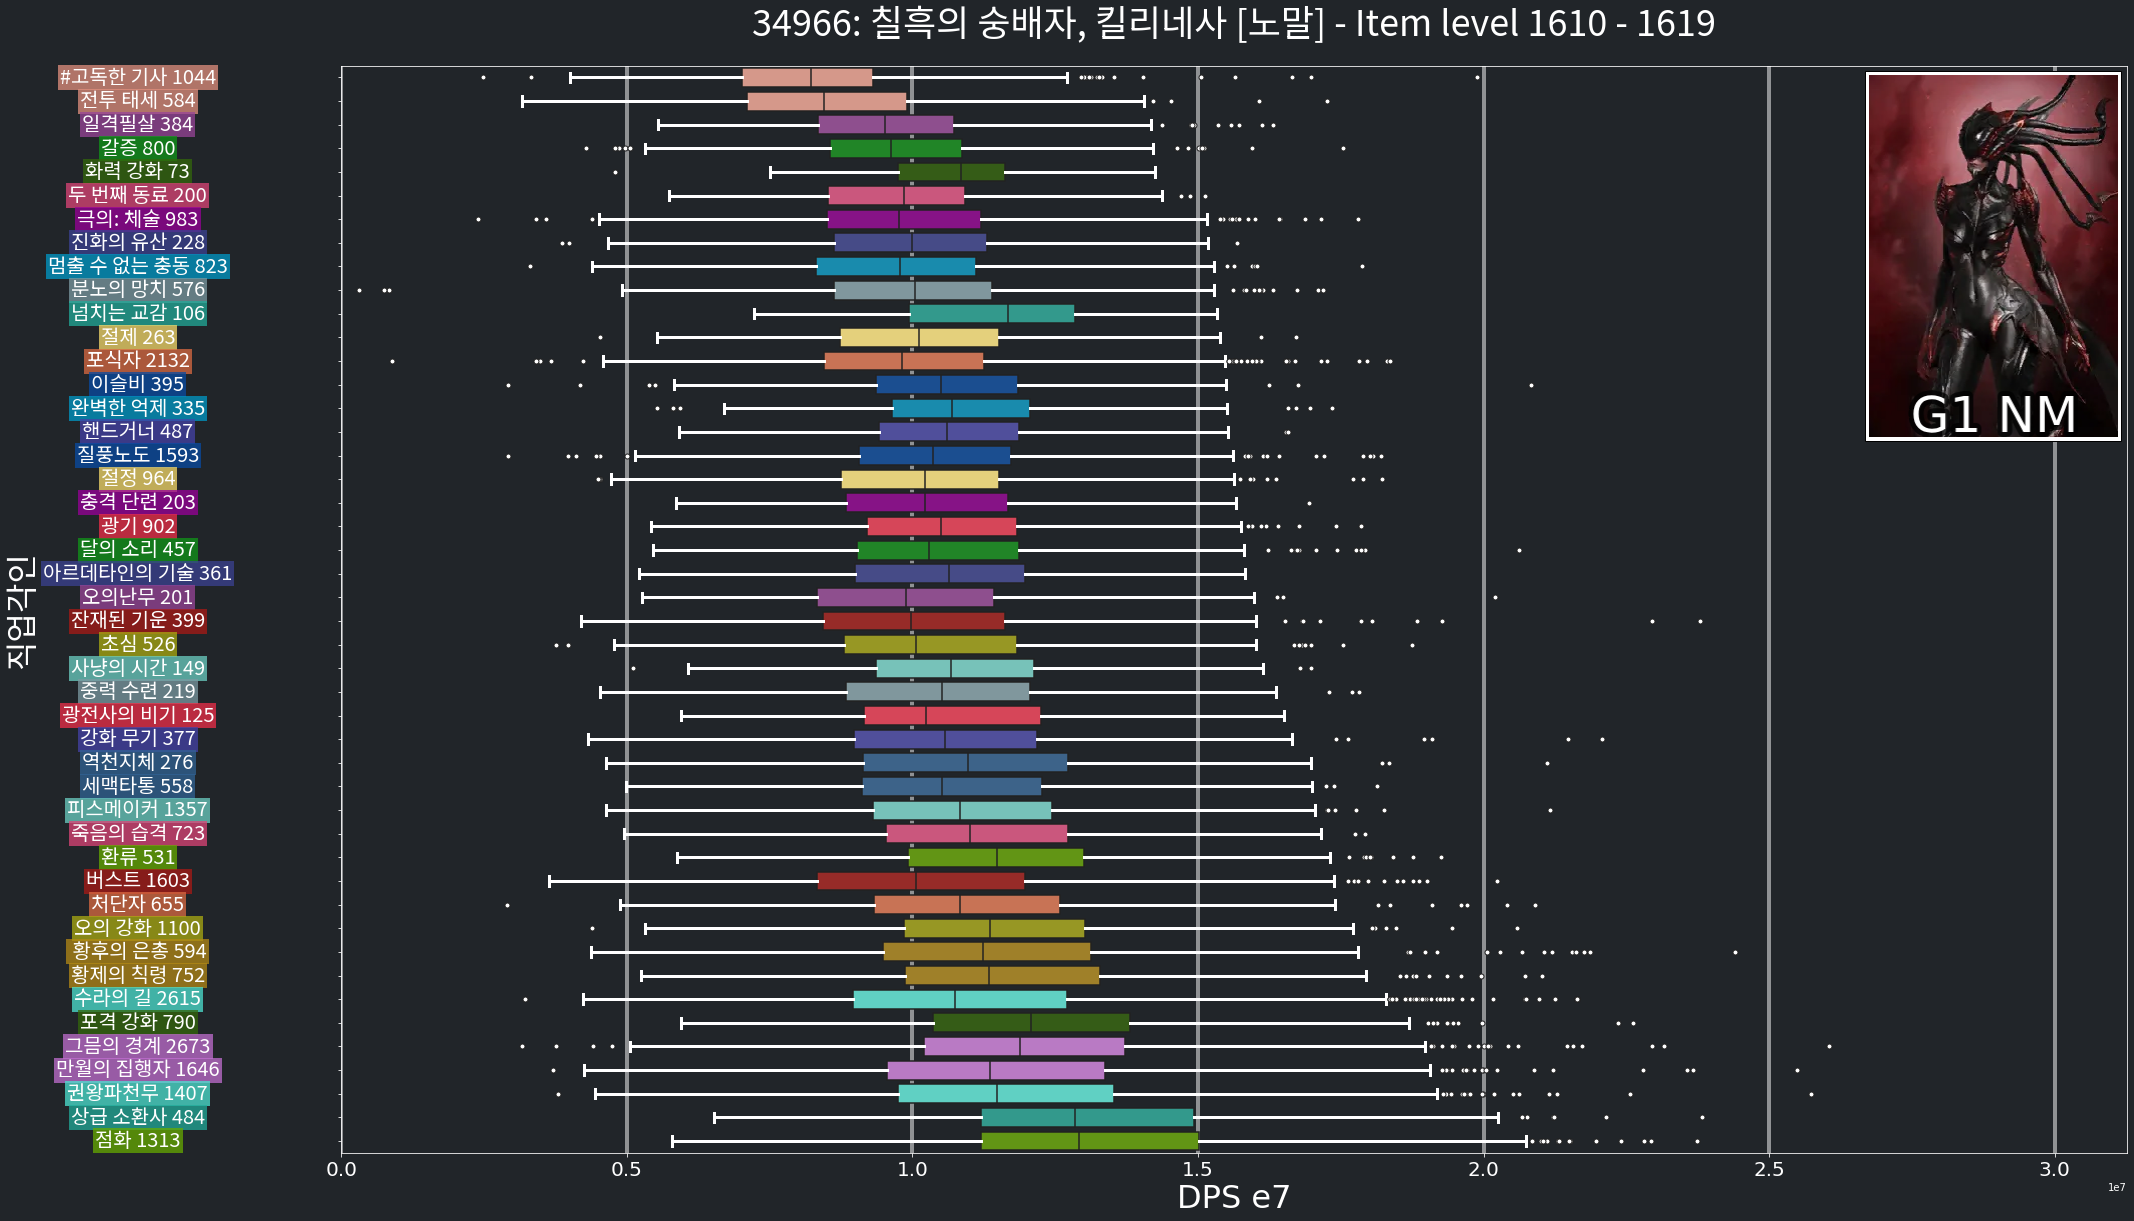 34966: 칠흑의 숭배자, 킬리네사 [노말] - Item level 1610 - 1619
#고독한 기사 1044
전투 태세 584
일격필살 384
갈증 800
화력 강화 73
두 번째 동료 200
극의: 체술 983
진화의 유산 228
멈출 수 없는 충동 823
분노의 망치 576
넘치는 교감 106
절제 263
포식자 2132
이슬비 395
완벽한 억제 335
핸드거너 487
질풍노도 1593
절정 964
충격 단련 203
광기 902
달의 소리 457
아르데타인의 기술 361
오의난무 201
잔재된 기운 399
초심 526
사냥의 시간 149
중력 수련 219
광전사의 비기 125
강화 무기 377
역천지체 276
세맥타통 558
피스메이커 1357
죽음의 습격 723
환류 531
버스트 1603
처단자 655
오의 강화 1100
황후의 은총 594
황제의 칙령 752
수라의 길 2615
포격 강화 790
그믐의 경계 2673
만월의 집행자 1646
권왕파천무 1407
상급 소환사 484
점화 1313
직업각인
G1 NM
0.0 0.5 1.0 1.5 2.0 2.5 3.0
1e7
DPS e7